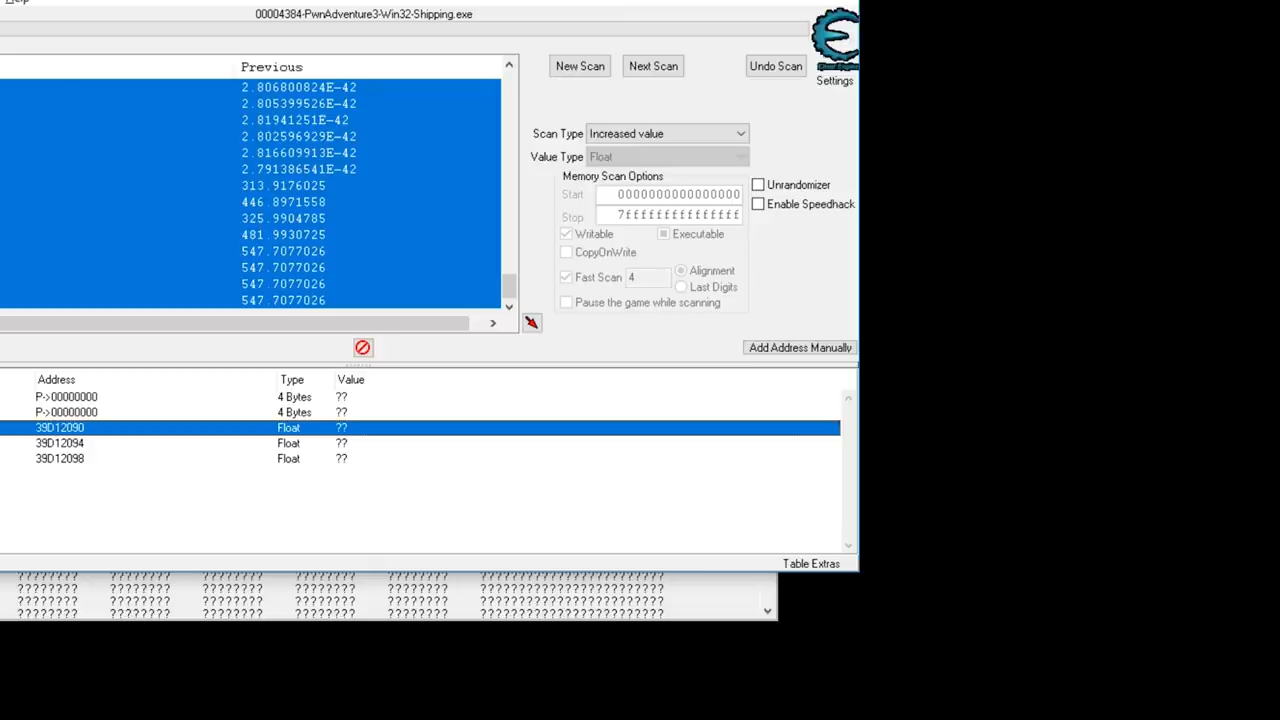 Help
00004384-PwnAdventure3-Win32-Shipping.exe
Previous
2.806800824E-42
2.805399526E-42
2.81941251E-42
2.802596929E-42
2.816609913E-42
2.791386541E-42
313.9176025
446.8971558
325.9904785
481.9930725
547.7077026
547.7077026
547.7077026
547.7077026
New Scan Next Scan Undo Scan
Settings
Scan Type Increased value
Value Type Float
Memory Scan Options
Start 0000000000000000
Stop 7fffffffffffffff
Writable Executable
CopyOnWrite
Fast Scan 4 Alignment
Last Digits
Pause the game while scanning
Unrandomizer
Enable Speedhack
Add Address Manually
Address Type Value
P->00000000 4 Bytes ??
P->00000000 4 Bytes ??
39D12090 Float ??
39D12094 Float ??
39D12098 Float ??
Table Extras
???????? ???????? ???????? ???????? ???????? ????????????????????????
???????? ???????? ???????? ???????? ???????? ????????????????????????
???????? ???????? ???????? ???????? ???????? ????????????????????????
???????? ???????? ???????? ???????? ???????? ????????????????????????